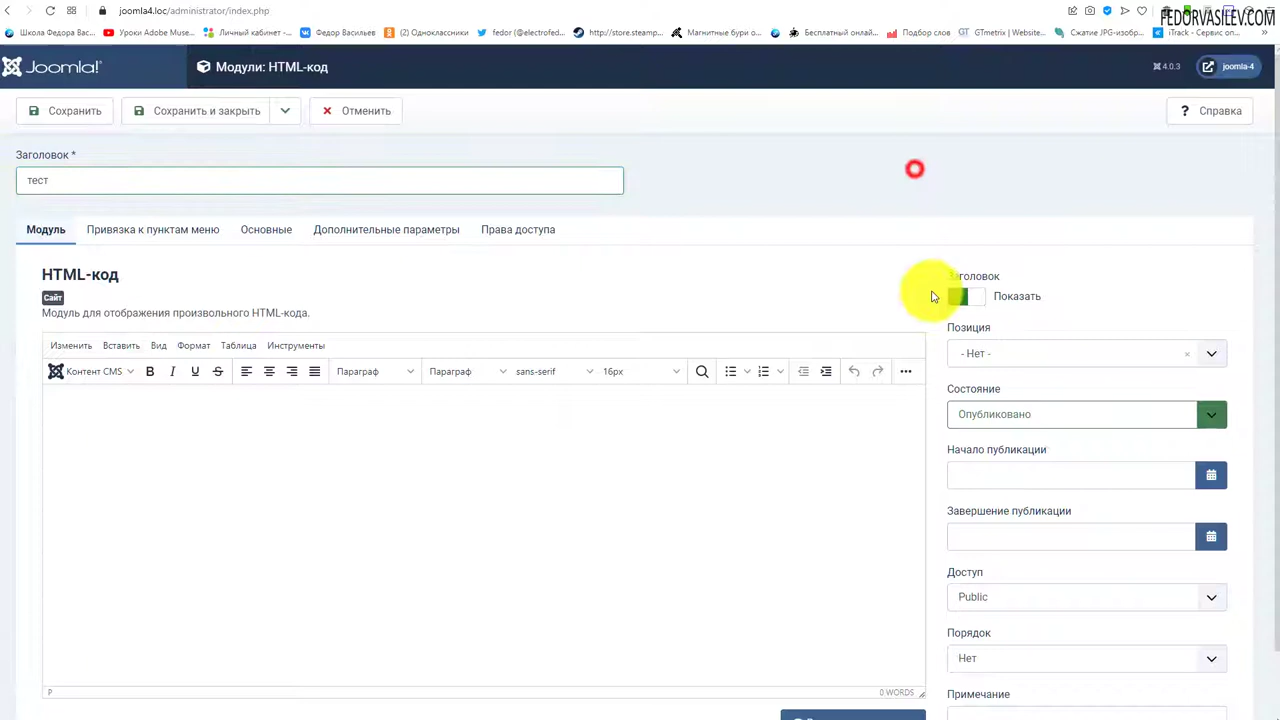 joomla4.loc/administrator/index.php
FEDORVASILEV.COM
Школа Федора Вас...
Уроки Adobe Muse...
Личный кабинет -...
Федор Васильев
(2) Одноклассники
fedor (@electrofed...
http://store.steamp...
Магнитные бури о...
Бесплатный онлай...
Подбор слов
GTmetrix | Website...
Сжатие JPG-изобр...
iTrack - Сервис оп...
Joomla!
Модули: HTML-код
4.0.3
joomla-4
Сохранить
Сохранить и закрыть
Отменить
? Справка
Заголовок *
тест
Модуль
Привязка к пунктам меню
Основные
Дополнительные параметры
Права доступа
HTML-код
Сайт
Модуль для отображения произвольного HTML-кода.
Изменить
Вставить
Вид
Формат
Таблица
Инструменты
Контент CMS
B
I
U
S
Параграф
Параграф
sans-serif
16px
P
0 WORDS
Заголовок
Показать
Позиция
- Нет -
Состояние
Опубликовано
Начало публикации
Завершение публикации
Доступ
Public
Порядок
Нет
Примечание